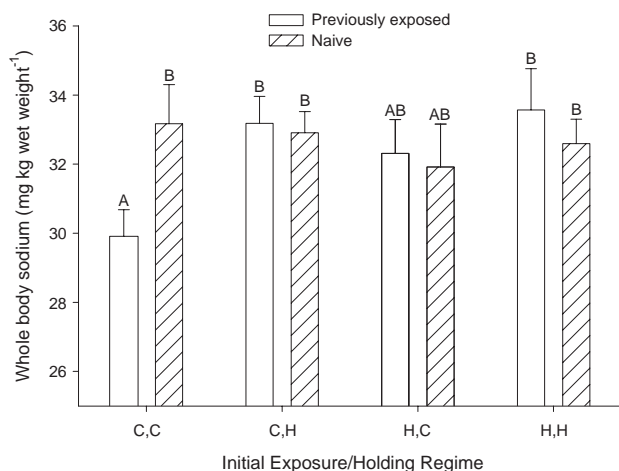 Previously exposed
Naive
Whole body sodium (mg kg wet weight⁻¹)
36
34
32
30
28
26
A
B
B
B
AB
AB
B
B
C,C
C,H
H,C
H,H
Initial Exposure/Holding Regime